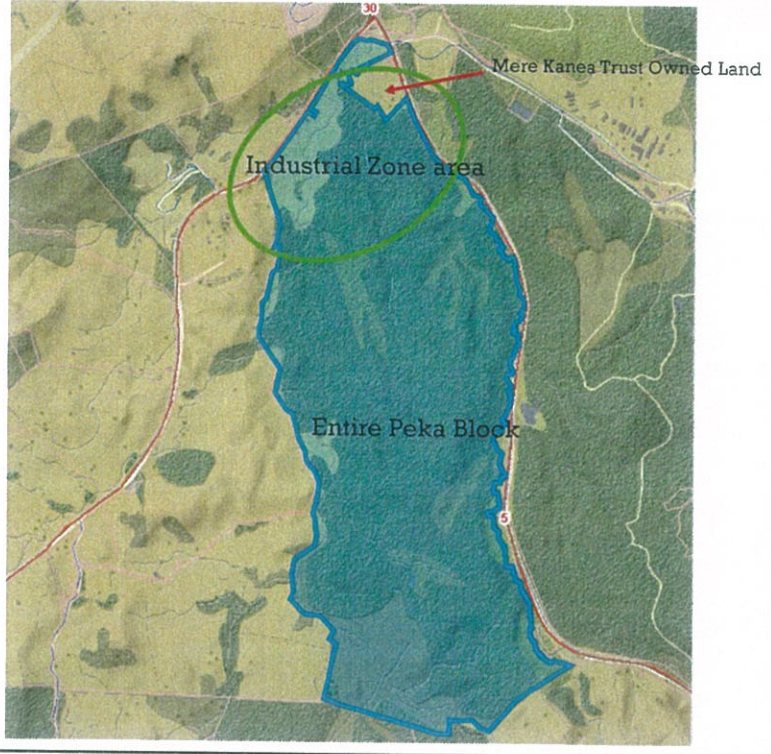 30
Mere Kanea Trust Owned Land
Industrial Zone area
Entire Peka Block
5